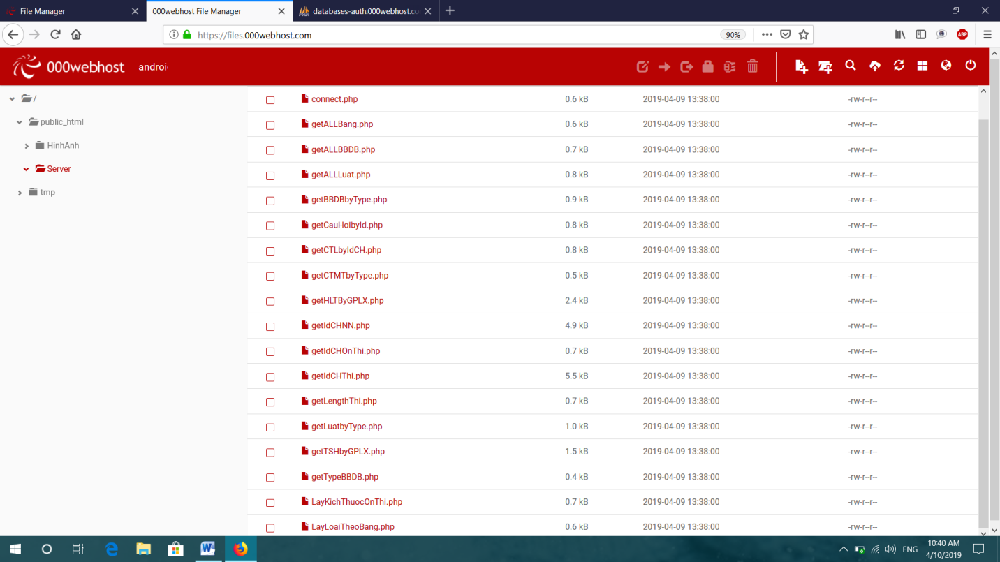 File Manager
000webhost File Manager
databases-auth.000webhost.co
https://files.000webhost.com
90%
ABP
000webhost
androi
/
public_html
HinhAnh
Server
tmp
connect.php 0.6 kB 2019-04-09 13:38:00 -rw-r--r--
getALLBang.php 0.6 kB 2019-04-09 13:38:00 -rw-r--r--
getALLBBDB.php 0.7 kB 2019-04-09 13:38:00 -rw-r--r--
getALLLuat.php 0.8 kB 2019-04-09 13:38:00 -rw-r--r--
getBBDBbyType.php 0.9 kB 2019-04-09 13:38:00 -rw-r--r--
getCauHoibyId.php 0.8 kB 2019-04-09 13:38:00 -rw-r--r--
getCTLbyIdCH.php 0.8 kB 2019-04-09 13:38:00 -rw-r--r--
getCTMTbyType.php 0.5 kB 2019-04-09 13:38:00 -rw-r--r--
getHLTByGPLX.php 2.4 kB 2019-04-09 13:38:00 -rw-r--r--
getIdCHNN.php 4.9 kB 2019-04-09 13:38:00 -rw-r--r--
getIdCHOnThi.php 0.7 kB 2019-04-09 13:38:00 -rw-r--r--
getIdCHThi.php 5.5 kB 2019-04-09 13:38:00 -rw-r--r--
getLengthThi.php 0.7 kB 2019-04-09 13:38:00 -rw-r--r--
getLuatbyType.php 1.0 kB 2019-04-09 13:38:00 -rw-r--r--
getTSHbyGPLX.php 1.5 kB 2019-04-09 13:38:00 -rw-r--r--
getTypeBBDB.php 0.4 kB 2019-04-09 13:38:00 -rw-r--r--
LayKichThuocOnThi.php 0.7 kB 2019-04-09 13:38:00 -rw-r--r--
LayLoaiTheoBang.php 0.6 kB 2019-04-09 13:38:00 -rw-r--r--
ENG
10:40 AM
4/10/2019